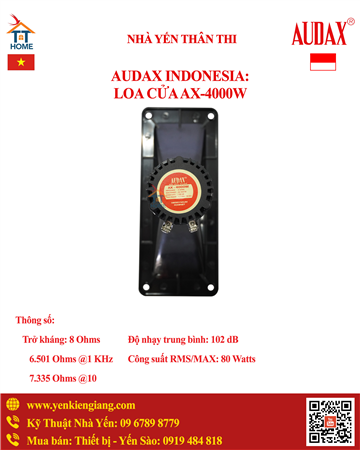 NHÀ YẾN THÂN THI
AUDAX®
HOME
AUDAX INDONESIA:
LOA CỬA AX-4000W
AUDAX
Thông số:
Trở kháng: 8 Ohms
Độ nhạy trung bình: 102 dB
6.501 Ohms @1 KHz
Công suất RMS/MAX: 80 Watts
7.335 Ohms @10
www.yenkiengiang.com
Kỹ Thuật Nhà Yến: 09 6789 8779
Mua bán: Thiết bị - Yến Sào: 0919 484 818